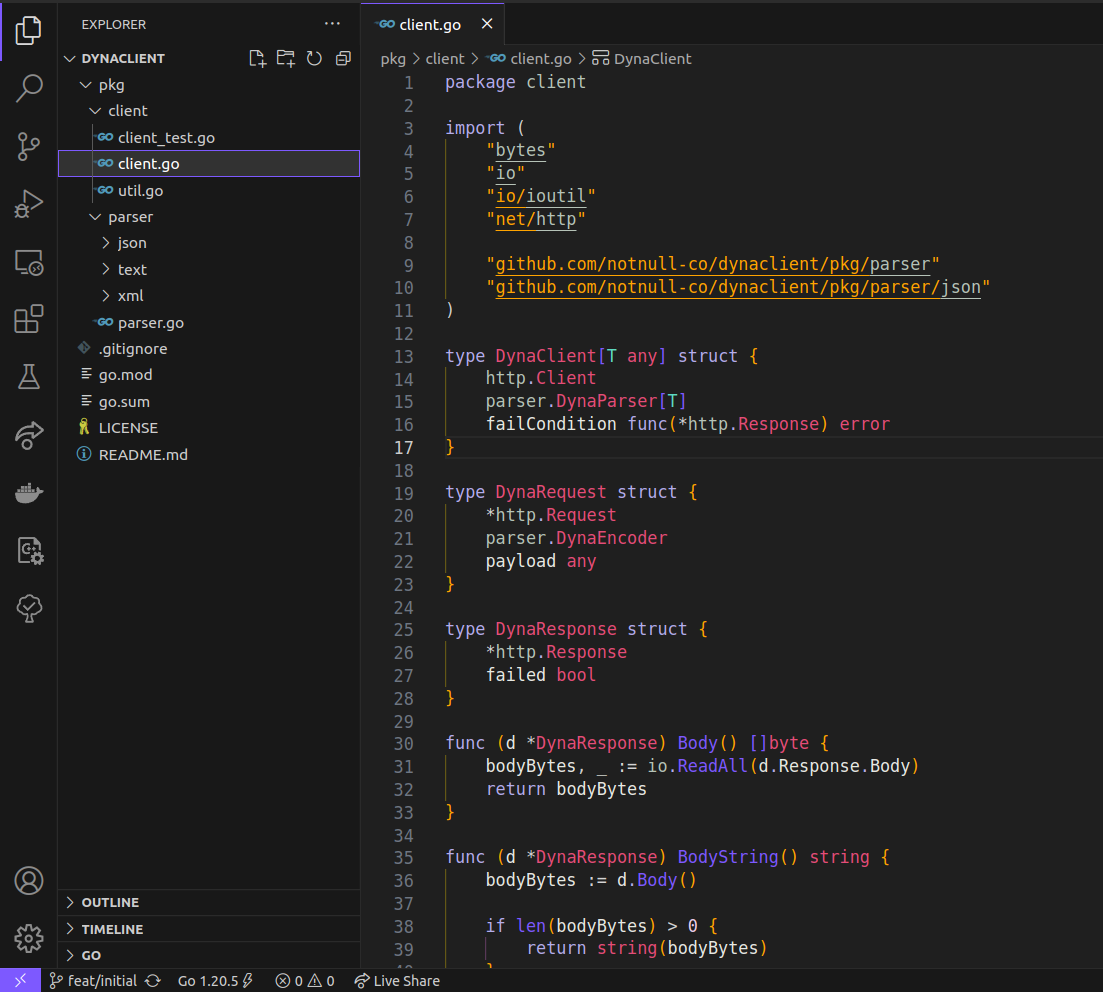 EXPLORER
DYNACLIENT
pkg
client
GO client_test.go
GO client.go
GO util.go
parser
json
text
xml
GO parser.go
.gitignore
go.mod
go.sum
LICENSE
README.md
OUTLINE
TIMELINE
GO
GO client.go
pkg > client > GO client.go > DynaClient
1 package client
2
3 import (
4 "bytes"
5 "io"
6 "io/ioutil"
7 "net/http"
8
9 "github.com/notnull-co/dynaclient/pkg/parser"
10 "github.com/notnull-co/dynaclient/pkg/parser/json"
11 )
12
13 type DynaClient[T any] struct {
14 http.Client
15 parser.DynaParser[T]
16 failCondition func(*http.Response) error
17 }
18
19 type DynaRequest struct {
20 *http.Request
21 parser.DynaEncoder
22 payload any
23 }
24
25 type DynaResponse struct {
26 *http.Response
27 failed bool
28 }
29
30 func (d *DynaResponse) Body() []byte {
31 bodyBytes, _ := io.ReadAll(d.Response.Body)
32 return bodyBytes
33 }
34
35 func (d *DynaResponse) BodyString() string {
36 bodyBytes := d.Body()
37
38 if len(bodyBytes) > 0 {
39 return string(bodyBytes)
feat/initial Go 1.20.5 0 0 Live Share